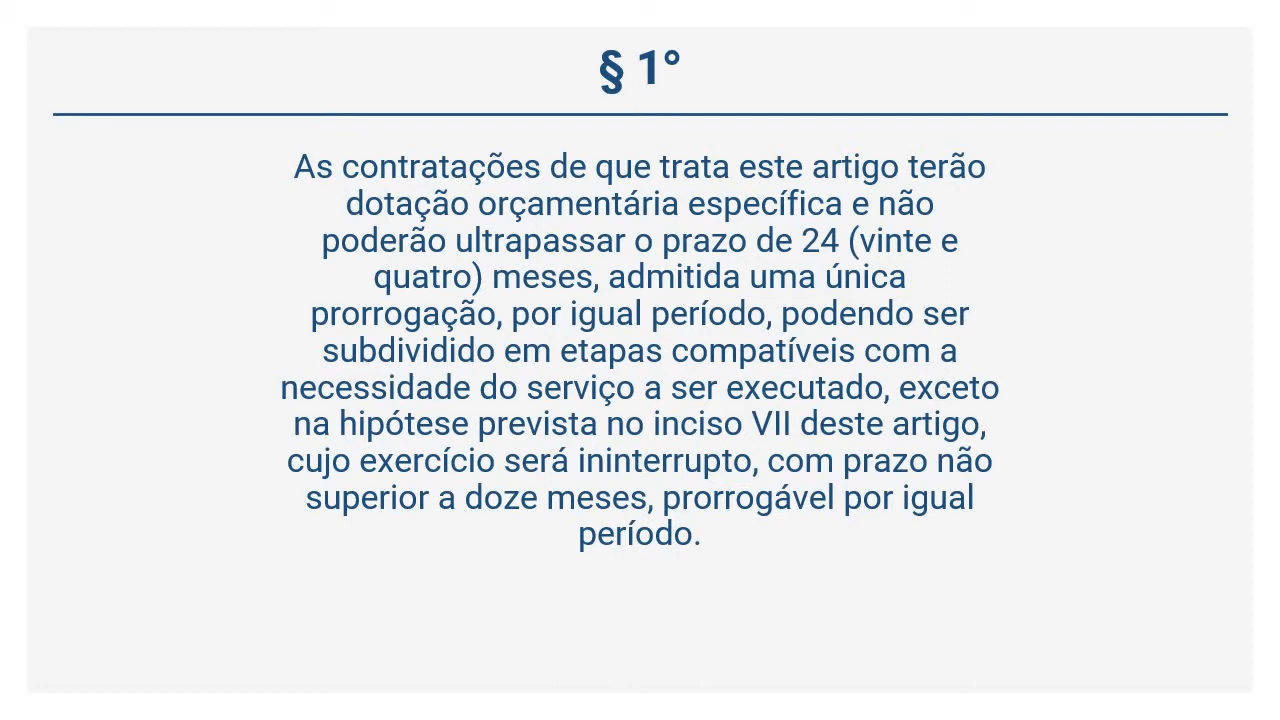 § 1°
As contratações de que trata este artigo terão
dotação orçamentária específica e não
poderão ultrapassar o prazo de 24 (vinte e
quatro) meses, admitida uma única
prorrogação, por igual período, podendo ser
subdividido em etapas compatíveis com a
necessidade do serviço a ser executado, exceto
na hipótese prevista no inciso VII deste artigo,
cujo exercício será ininterrupto, com prazo não
superior a doze meses, prorrogável por igual
período.